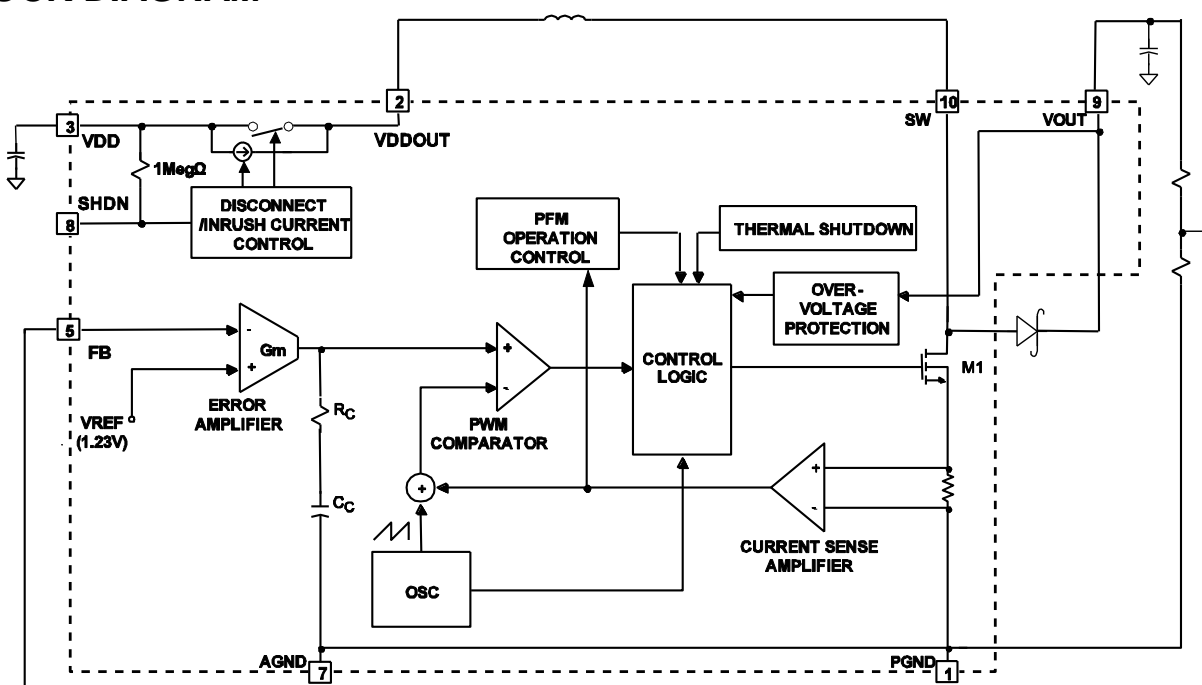 2
10
9
SW
VOUT
3
VDD
VDDOUT
1MegΩ
SHDN
8
DISCONNECT
/INRUSH CURRENT
CONTROL
PFM
OPERATION
CONTROL
THERMAL SHUTDOWN
OVER-
VOLTAGE
PROTECTION
5
FB
-
Gm
+
ERROR
AMPLIFIER
VREF
(1.23V)
+
-
PWM
COMPARATOR
CONTROL
LOGIC
M1
RC
CC
+
+
-
CURRENT SENSE
AMPLIFIER
OSC
AGND
7
PGND
1